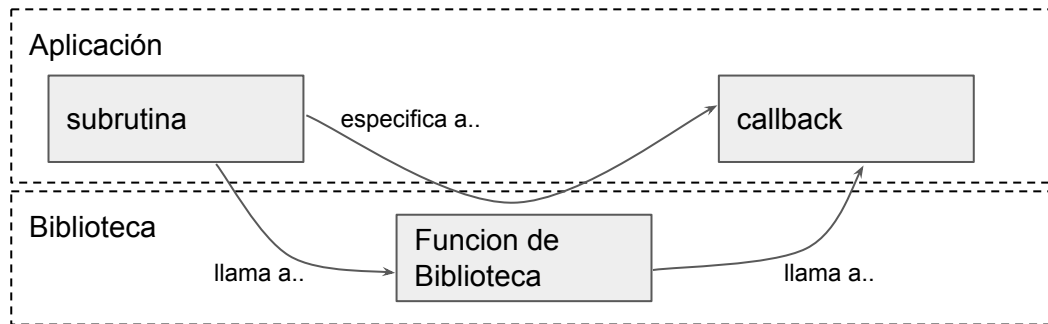 Aplicación
subrutina
especifica a..
callback
Biblioteca
Funcion de
Biblioteca
llama a..
llama a..